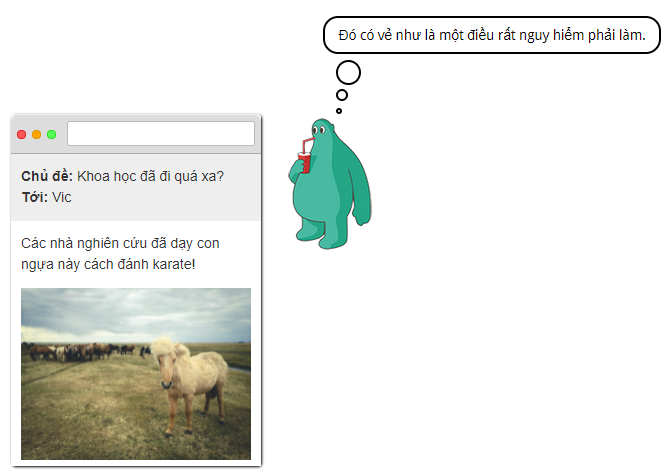 Đó có vẻ như là một điều rất nguy hiểm phải làm.
Chủ đề: Khoa học đã đi quá xa?
Tới: Vic
Các nhà nghiên cứu đã dạy con
ngựa này cách đánh karate!